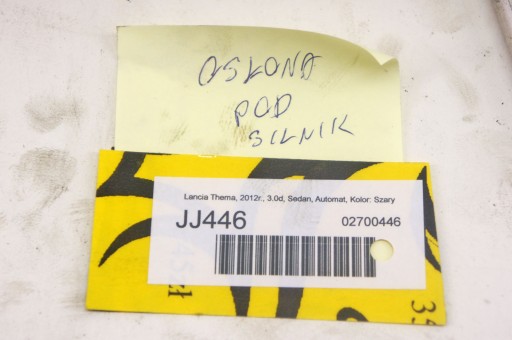 OSŁONA
POD
SILNIK
Lancia Thema, 2012r., 3.0d, Sedan, Automat, Kolor: Szary
JJ446
02700446